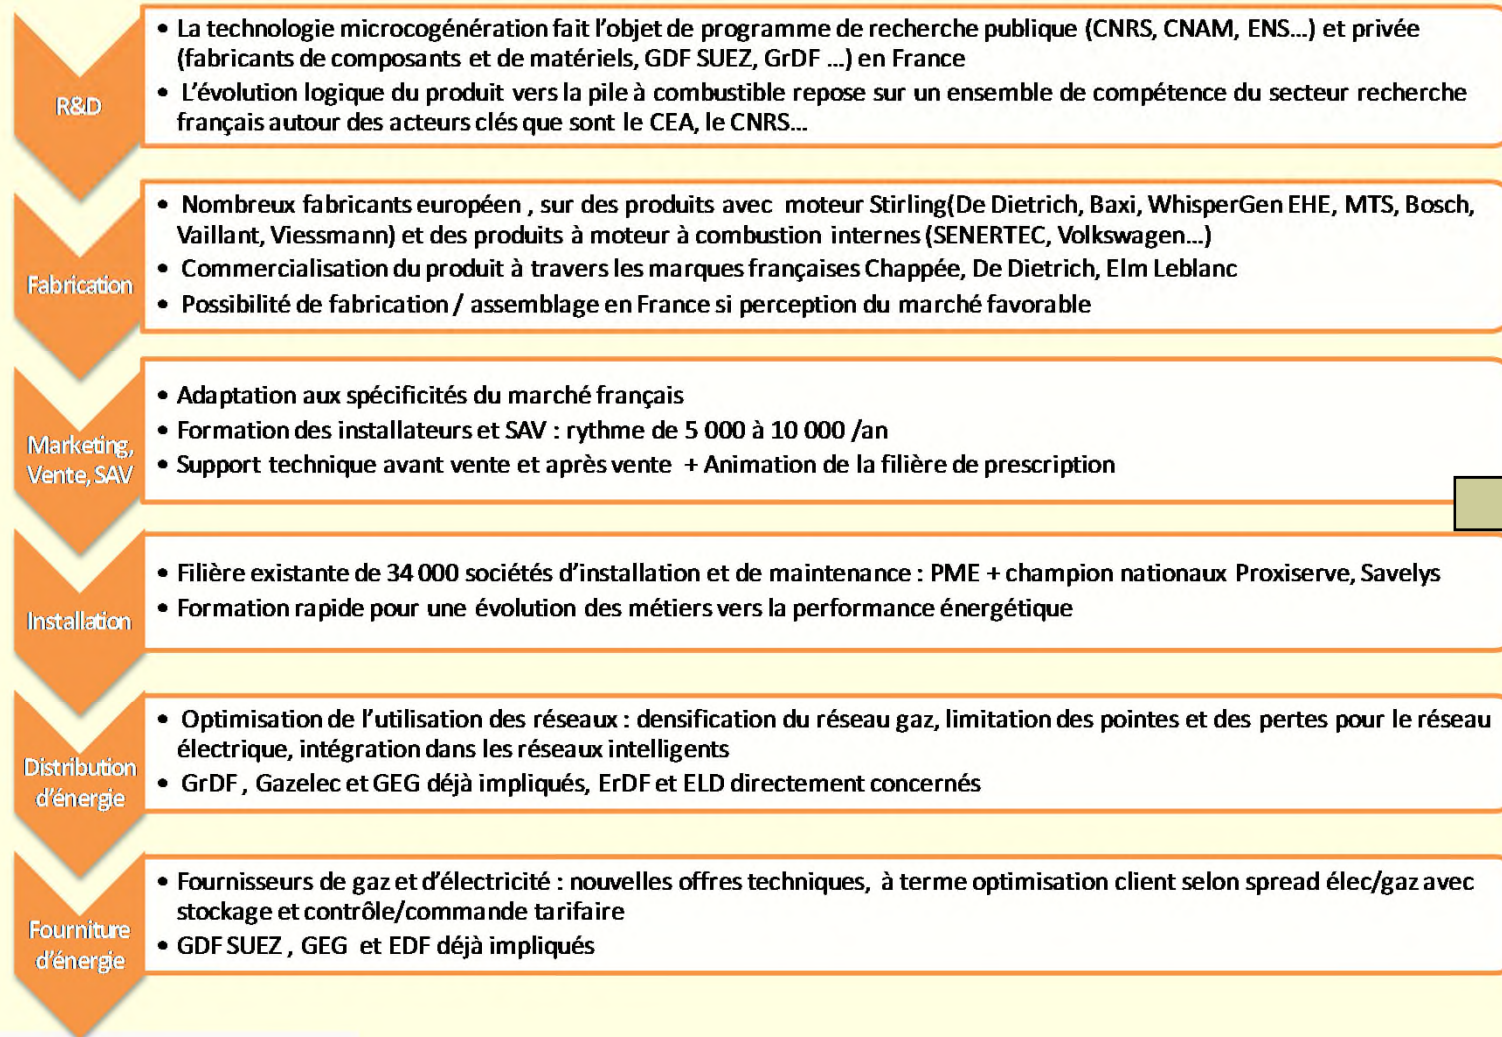 R&D
• La technologie microcogénération fait l'objet de programme de recherche publique (CNRS, CNAM, ENS...) et privée
(fabricants de composants et de matériels, GDF SUEZ, GrDF ...) en France
• L'évolution logique du produit vers la pile à combustible repose sur un ensemble de compétence du secteur recherche
français autour des acteurs clés que sont le CEA, le CNRS...
Fabrication
• Nombreux fabricants européen , sur des produits avec moteur Stirling(De Dietrich, Baxi, WhisperGen EHE, MTS, Bosch,
Vaillant, Viessmann) et des produits à moteur à combustion internes (SENERTEC, Volkswagen...)
• Commercialisation du produit à travers les marques françaises Chappée, De Dietrich, Elm Leblanc
• Possibilité de fabrication / assemblage en France si perception du marché favorable
Marketing,
Vente, SAV
• Adaptation aux spécificités du marché français
• Formation des installateurs et SAV : rythme de 5 000 à 10 000 /an
• Support technique avant vente et après vente + Animation de la filière de prescription
Installation
• Filière existante de 34 000 sociétés d'installation et de maintenance : PME + champion nationaux Proxiserve, Savelys
• Formation rapide pour une évolution des métiers vers la performance énergétique
Distribution
d'énergie
• Optimisation de l'utilisation des réseaux : densification du réseau gaz, limitation des pointes et des pertes pour le réseau
électrique, intégration dans les réseaux intelligents
• GrDF , Gazelec et GEG déjà impliqués, ErDF et ELD directement concernés
Fourniture
d'énergie
• Fournisseurs de gaz et d'électricité : nouvelles offres techniques, à terme optimisation client selon spread élec/gaz avec
stockage et contrôle/commande tarifaire
• GDF SUEZ , GEG et EDF déjà impliqués